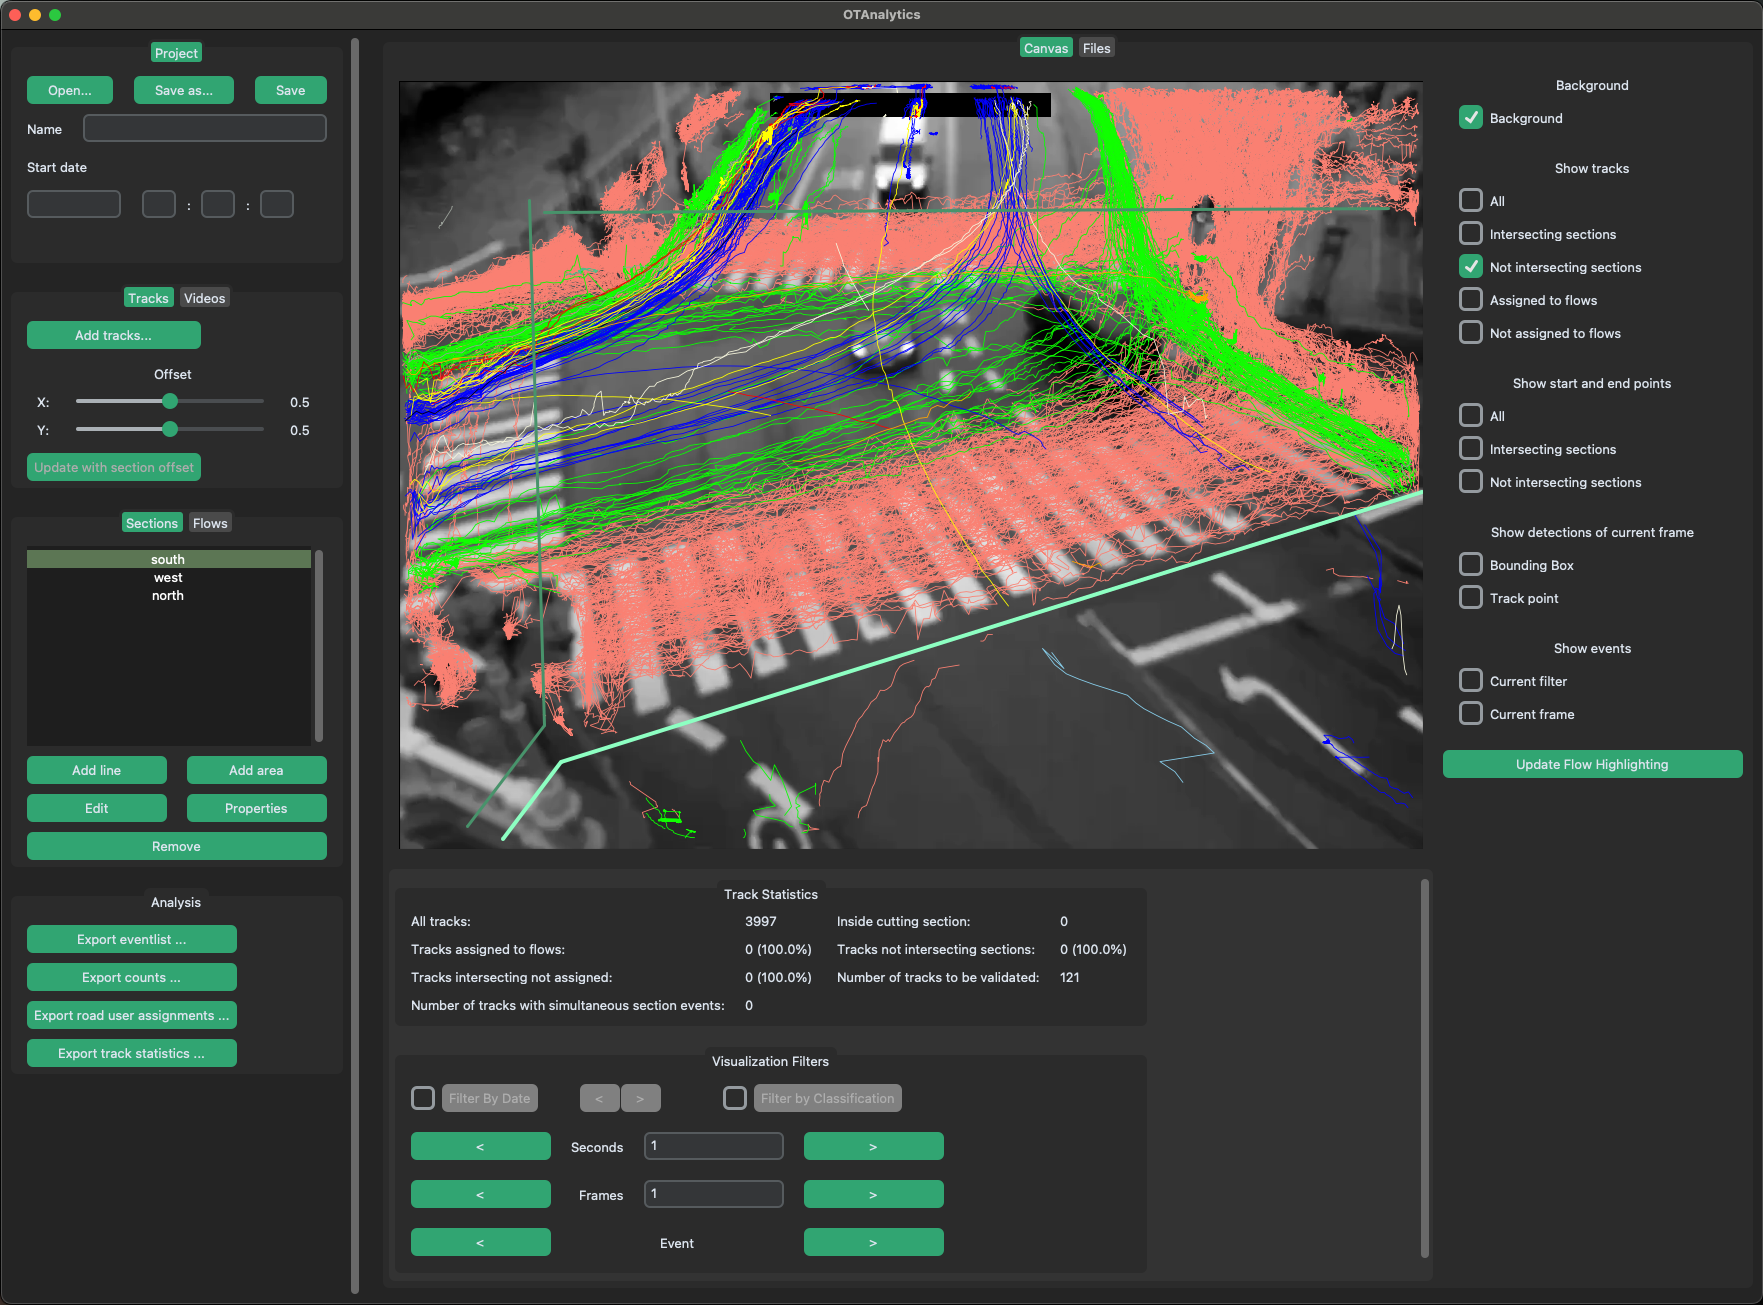 OTAnalytics
Project
Open...
Save as...
Save
Name
Start date
:
:
Tracks
Videos
Add tracks...
Offset
X:
0.5
Y:
0.5
Update with section offset
Sections
Flows
south
west
north
Add line
Add area
Edit
Properties
Remove
Analysis
Export eventlist ...
Export counts ...
Export road user assignments ...
Export track statistics ...
Canvas
Files
Track Statistics
All tracks:
3997
Inside cutting section:
0
Tracks assigned to flows:
0 (100.0%)
Tracks not intersecting sections:
0 (100.0%)
Tracks intersecting not assigned:
0 (100.0%)
Number of tracks to be validated:
121
Number of tracks with simultaneous section events:
0
Visualization Filters
Filter By Date
<
>
Filter by Classification
<
Seconds
1
>
<
Frames
1
>
<
Event
>
Background
Background
Show tracks
All
Intersecting sections
Not intersecting sections
Assigned to flows
Not assigned to flows
Show start and end points
All
Intersecting sections
Not intersecting sections
Show detections of current frame
Bounding Box
Track point
Show events
Current filter
Current frame
Update Flow Highlighting